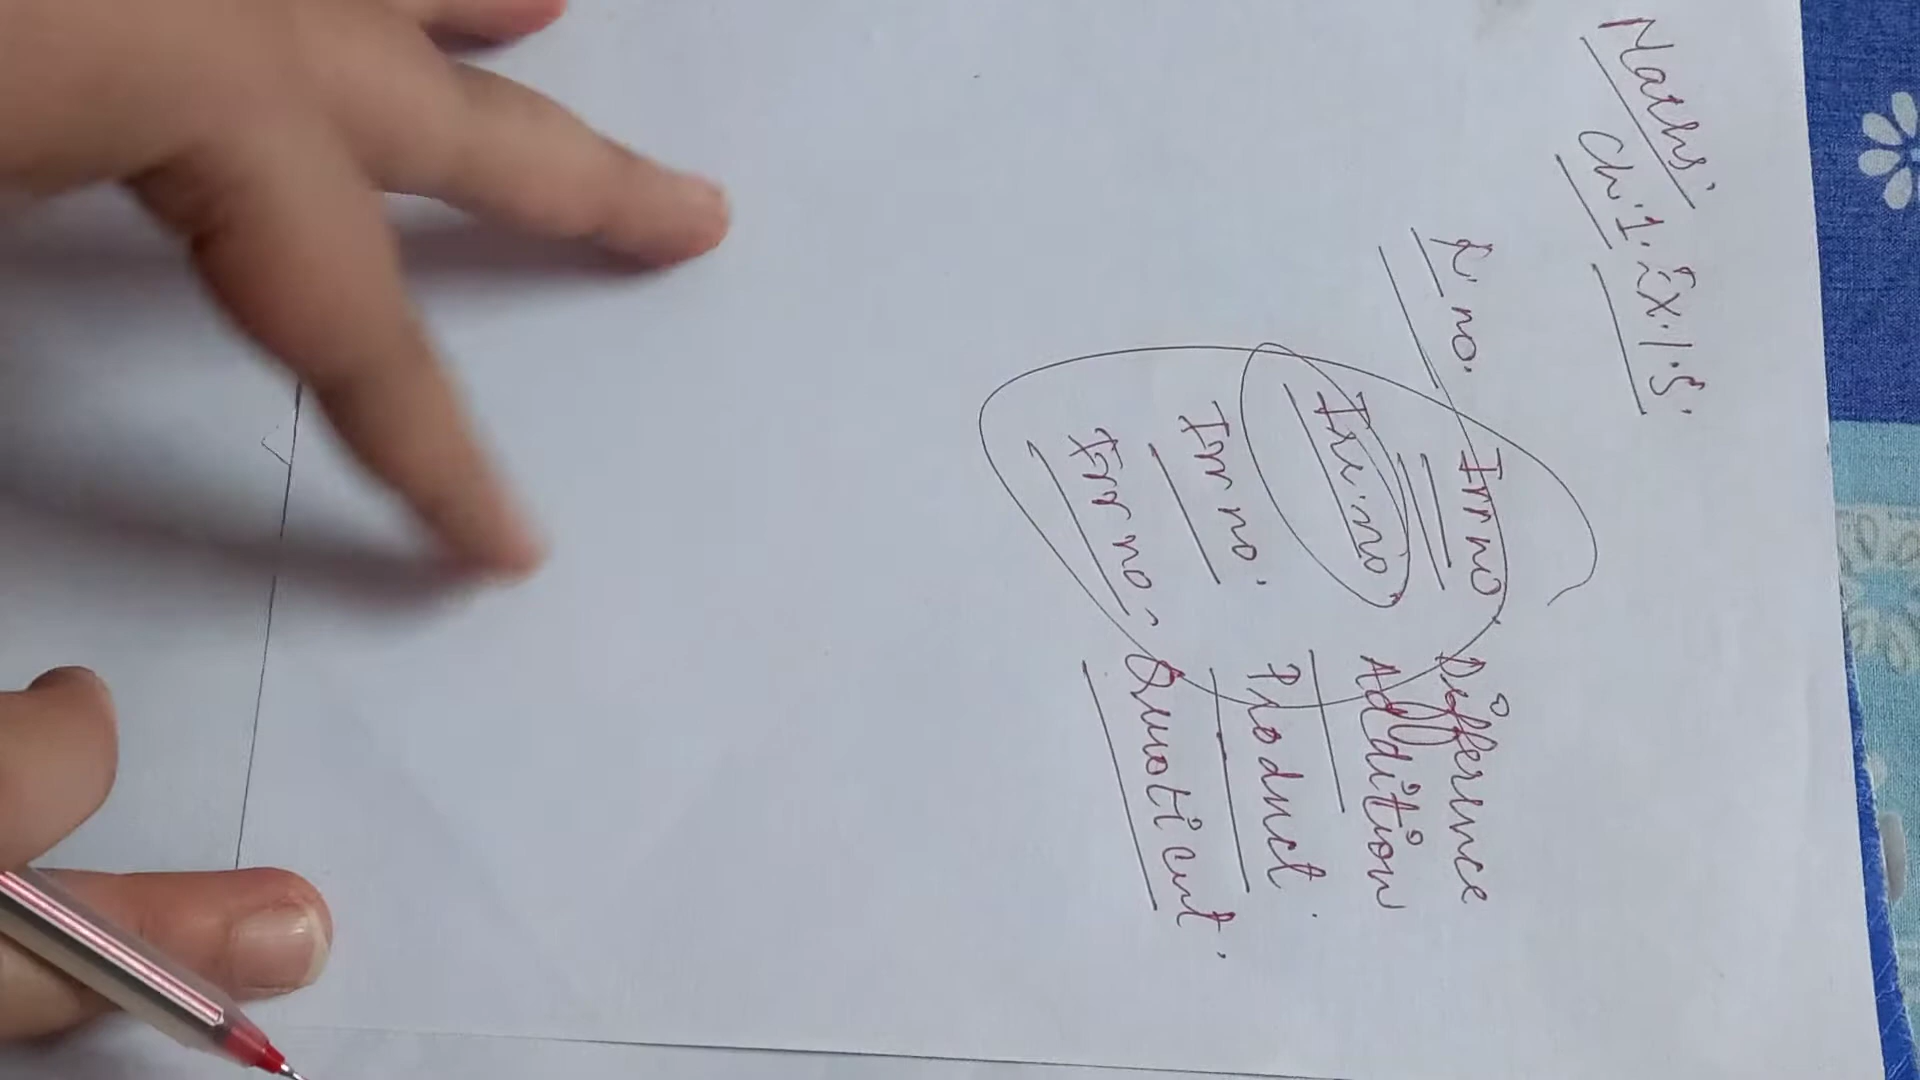 Maths.
Ch.1. Ex.1.5.
R no. Irr no. Difference
Irr.no Addition
Irr no. Product.
Irr no. Quotient.